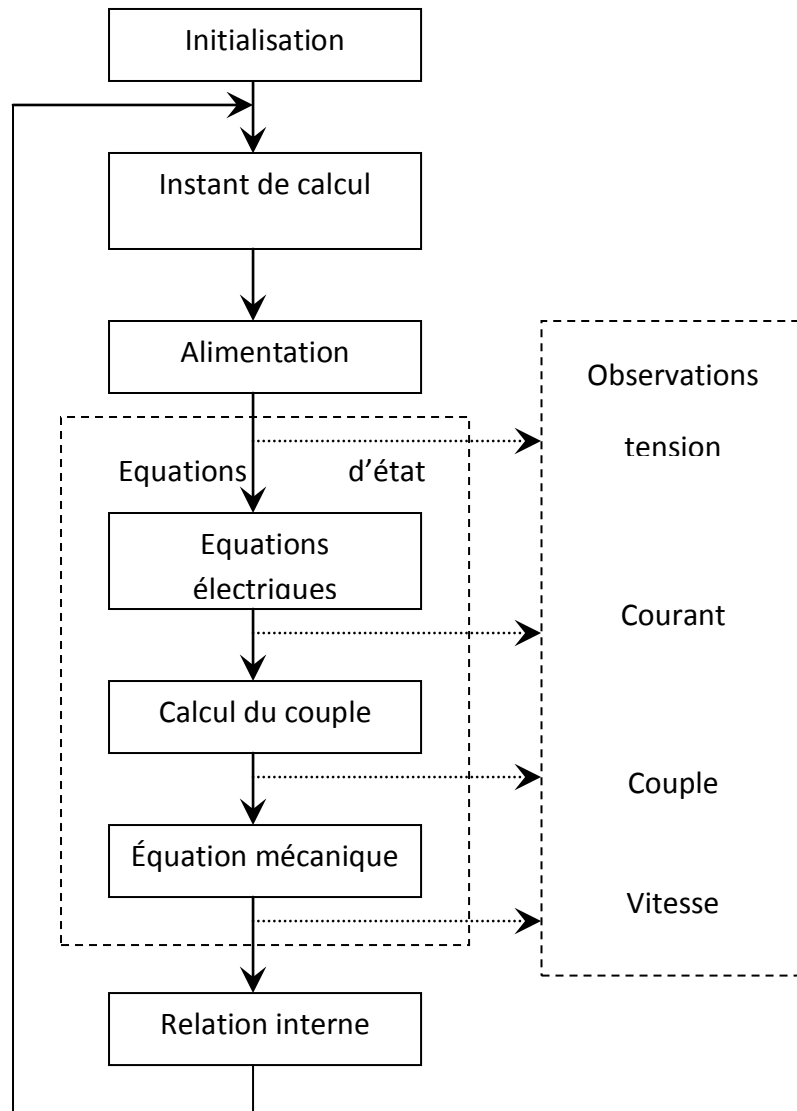 Initialisation
Instant de calcul
Alimentation
Observations
tension
Equations d'état
Equations
électriques
Courant
Calcul du couple
Couple
Équation mécanique
Vitesse
Relation interne